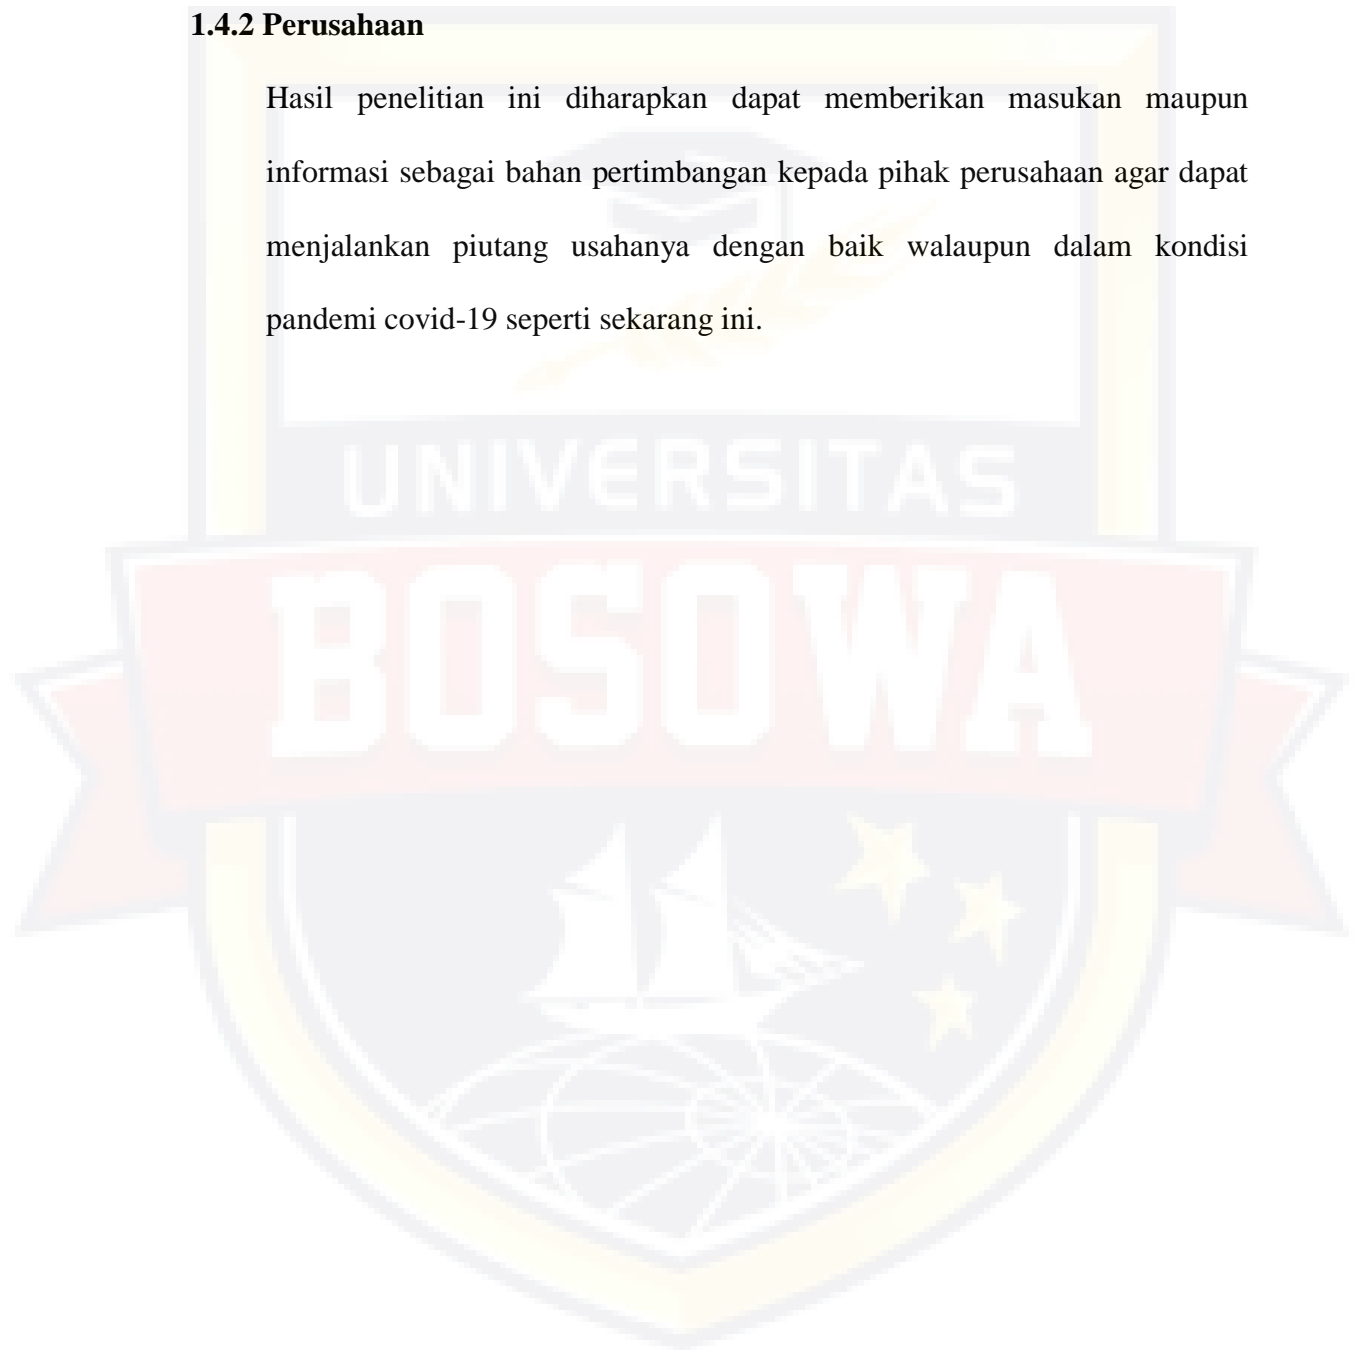 1.4.2 Perusahaan
Hasil penelitian ini diharapkan dapat memberikan masukan maupun
informasi sebagai bahan pertimbangan kepada pihak perusahaan agar dapat
menjalankan piutang usahanya dengan baik walaupun dalam kondisi
pandemi covid-19 seperti sekarang ini.
UNIVERSITAS
BOSOWA